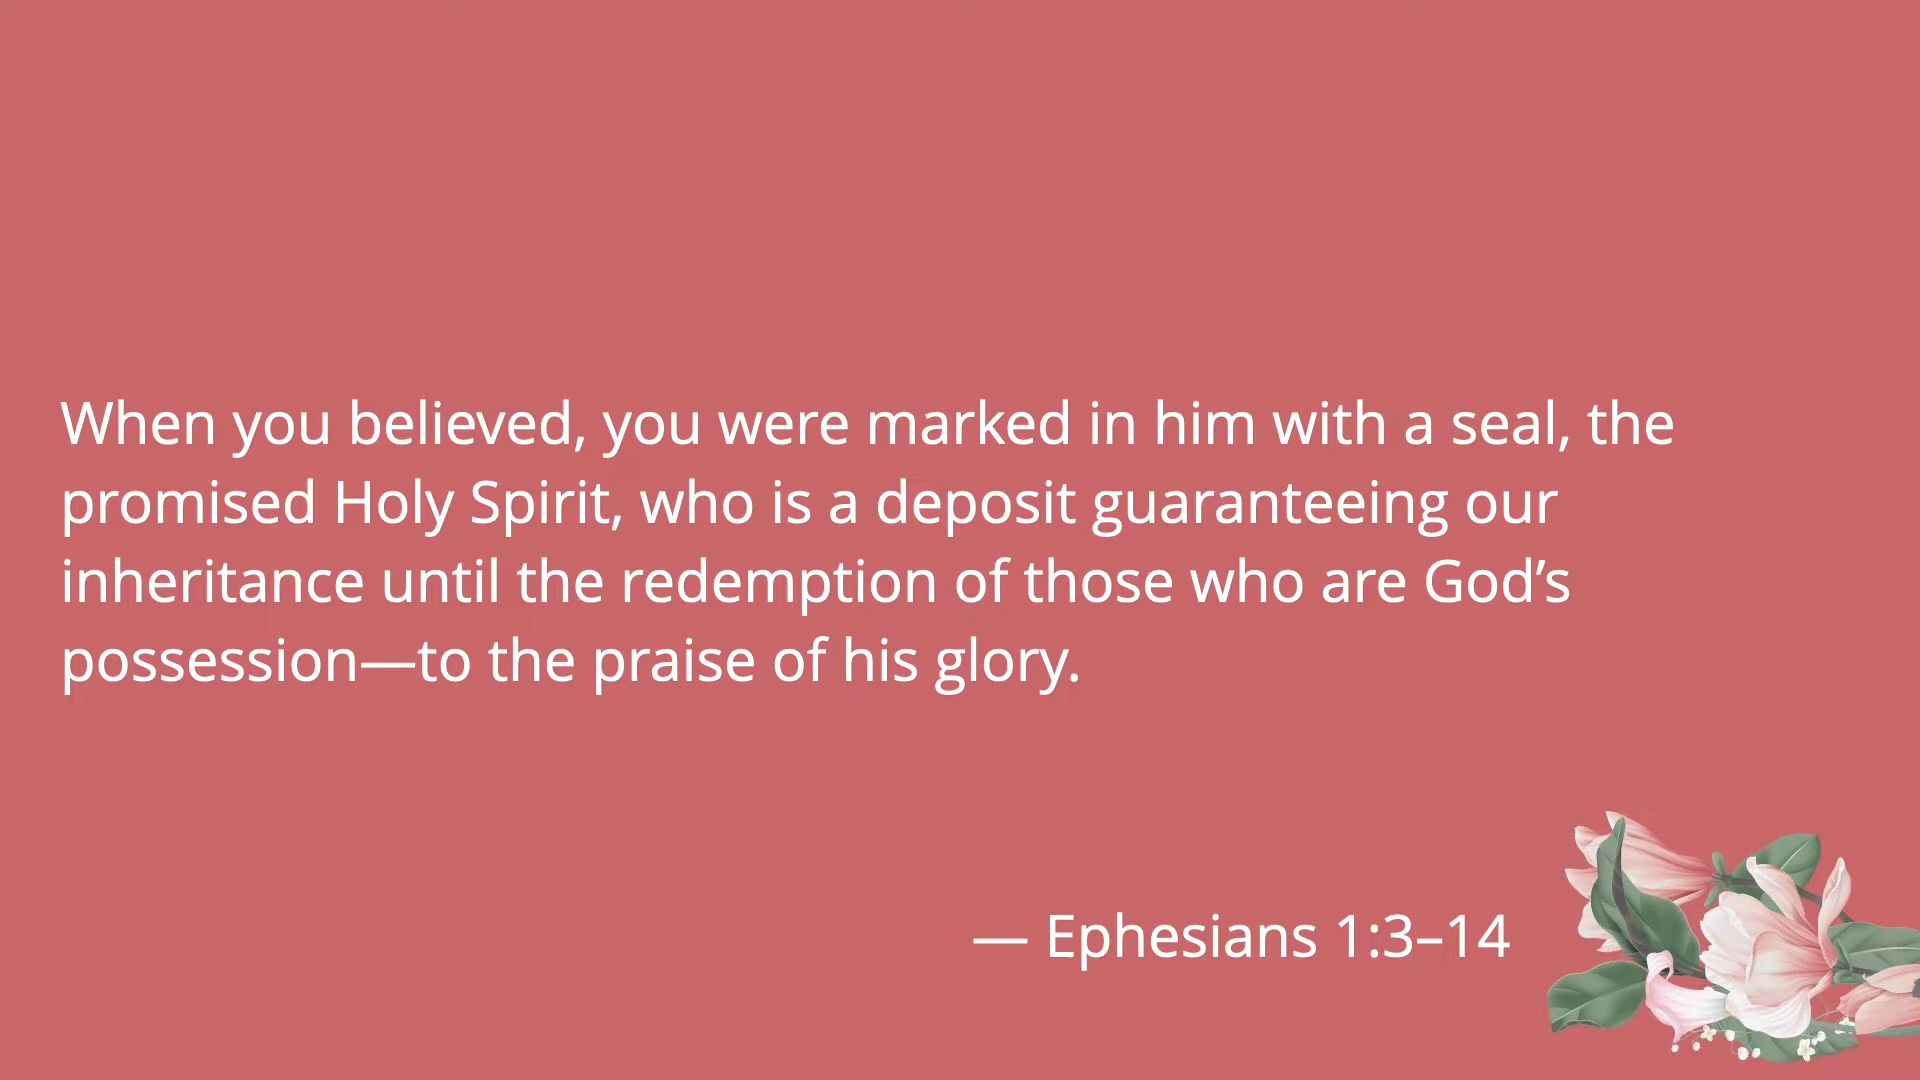 When you believed, you were marked in him with a seal, the
promised Holy Spirit, who is a deposit guaranteeing our
inheritance until the redemption of those who are God’s
possession—to the praise of his glory.
— Ephesians 1:3–14